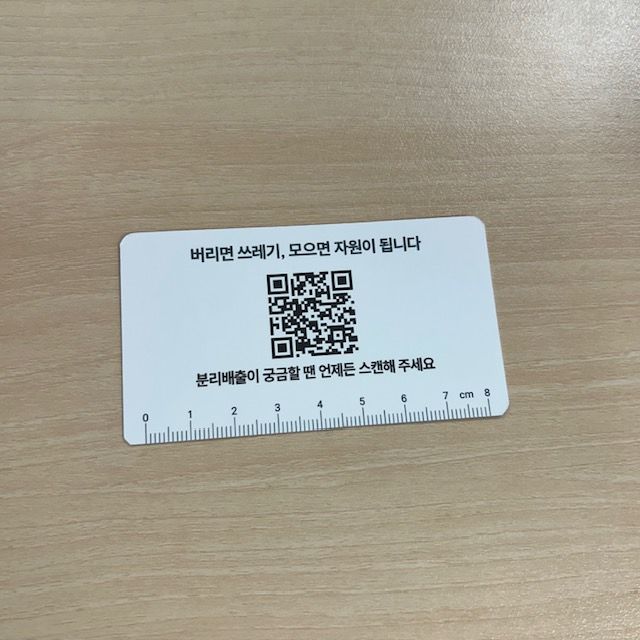 버리면 쓰레기, 모으면 자원이 됩니다
분리배출이 궁금할 땐 언제든 스캔해 주세요
0 1 2 3 4 5 6 7 cm 8